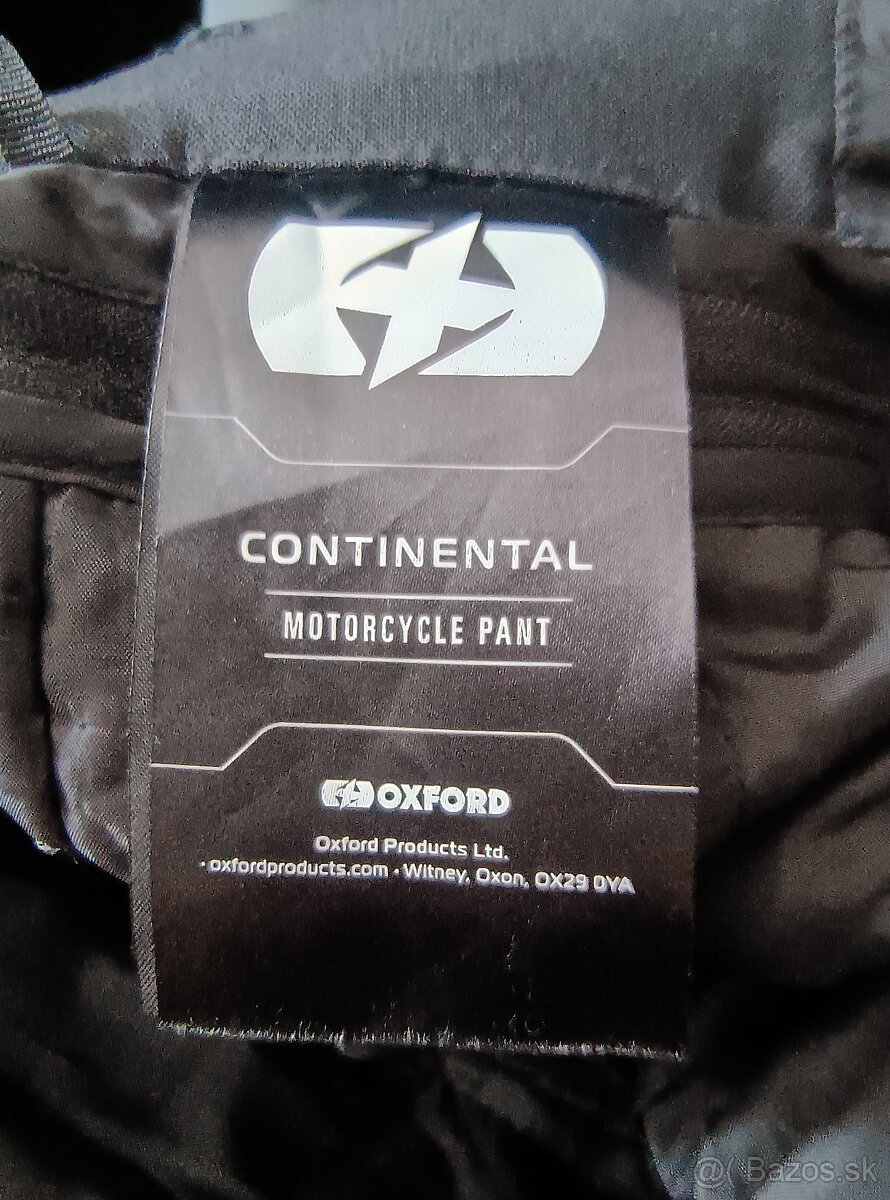 CONTINENTAL
MOTORCYCLE PANT
OXFORD
Oxford Products Ltd.
• oxfordproducts.com • Witney, Oxon, OX29 0YA
@( Bazos.sk